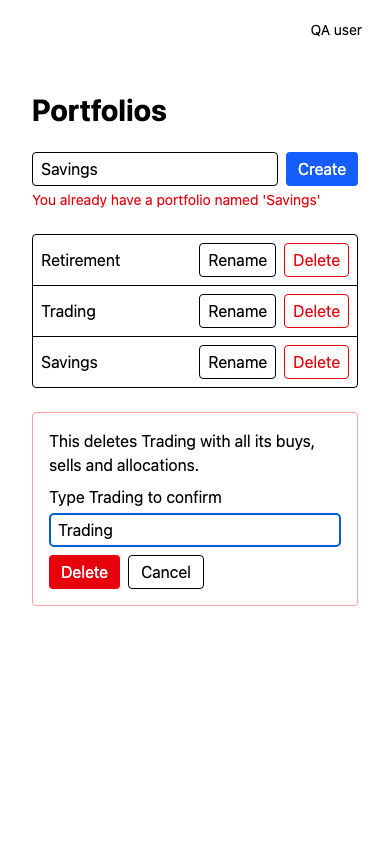 QA user
Portfolios
Savings Create
You already have a portfolio named 'Savings'
Retirement Rename Delete
Trading Rename Delete
Savings Rename Delete
This deletes Trading with all its buys,
sells and allocations.
Type Trading to confirm
Trading
Delete Cancel